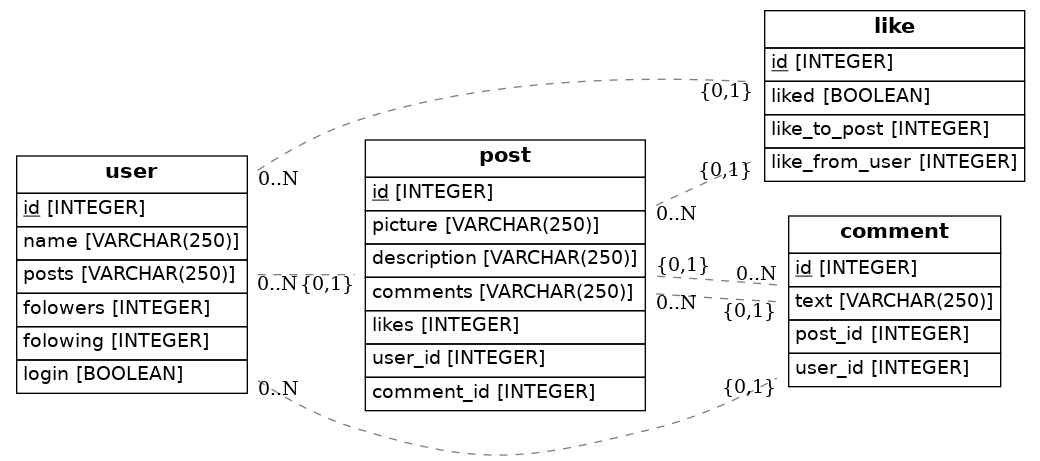 like
id [INTEGER]
liked [BOOLEAN]
like_to_post [INTEGER]
like_from_user [INTEGER]
{0,1}
{0,1}
user
id [INTEGER]
name [VARCHAR(250)]
posts [VARCHAR(250)]
folowers [INTEGER]
folowing [INTEGER]
login [BOOLEAN]
0..N
0..N
0..N
{0,1}
post
id [INTEGER]
picture [VARCHAR(250)]
description [VARCHAR(250)]
comments [VARCHAR(250)]
likes [INTEGER]
user_id [INTEGER]
comment_id [INTEGER]
0..N
{0,1}
0..N
0..N
{0,1}
{0,1}
comment
id [INTEGER]
text [VARCHAR(250)]
post_id [INTEGER]
user_id [INTEGER]